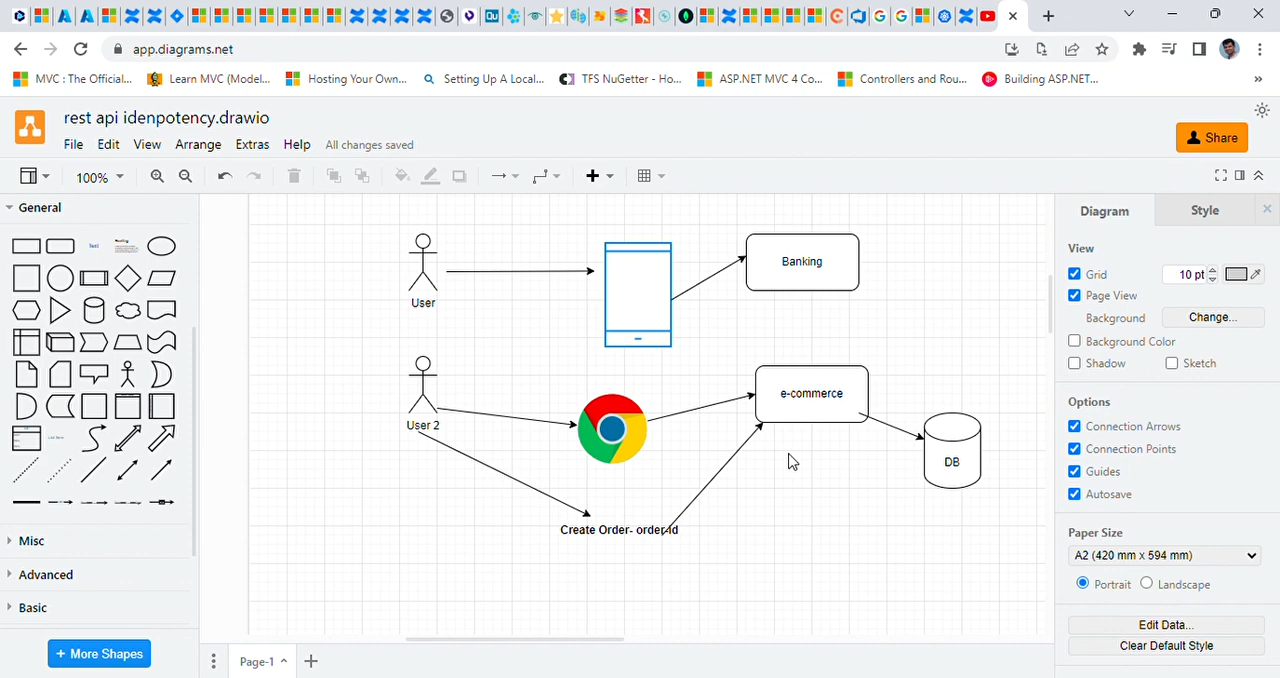 app.diagrams.net
MVC : The Official...
Learn MVC (Model...
Hosting Your Own...
Setting Up A Local...
TFS NuGetter - Ho...
ASP.NET MVC 4 Co...
Controllers and Rou...
Building ASP.NET...
rest api idenpotency.drawio
File Edit View Arrange Extras Help All changes saved
Share
100%
General
Text
Heading
Misc
Advanced
Basic
+ More Shapes
User
Banking
User 2
e-commerce
DB
Create Order- orderId
Page-1
Diagram
Style
View
Grid
10 pt
Page View
Background
Change...
Background Color
Shadow
Sketch
Options
Connection Arrows
Connection Points
Guides
Autosave
Paper Size
A2 (420 mm x 594 mm)
Portrait
Landscape
Edit Data...
Clear Default Style